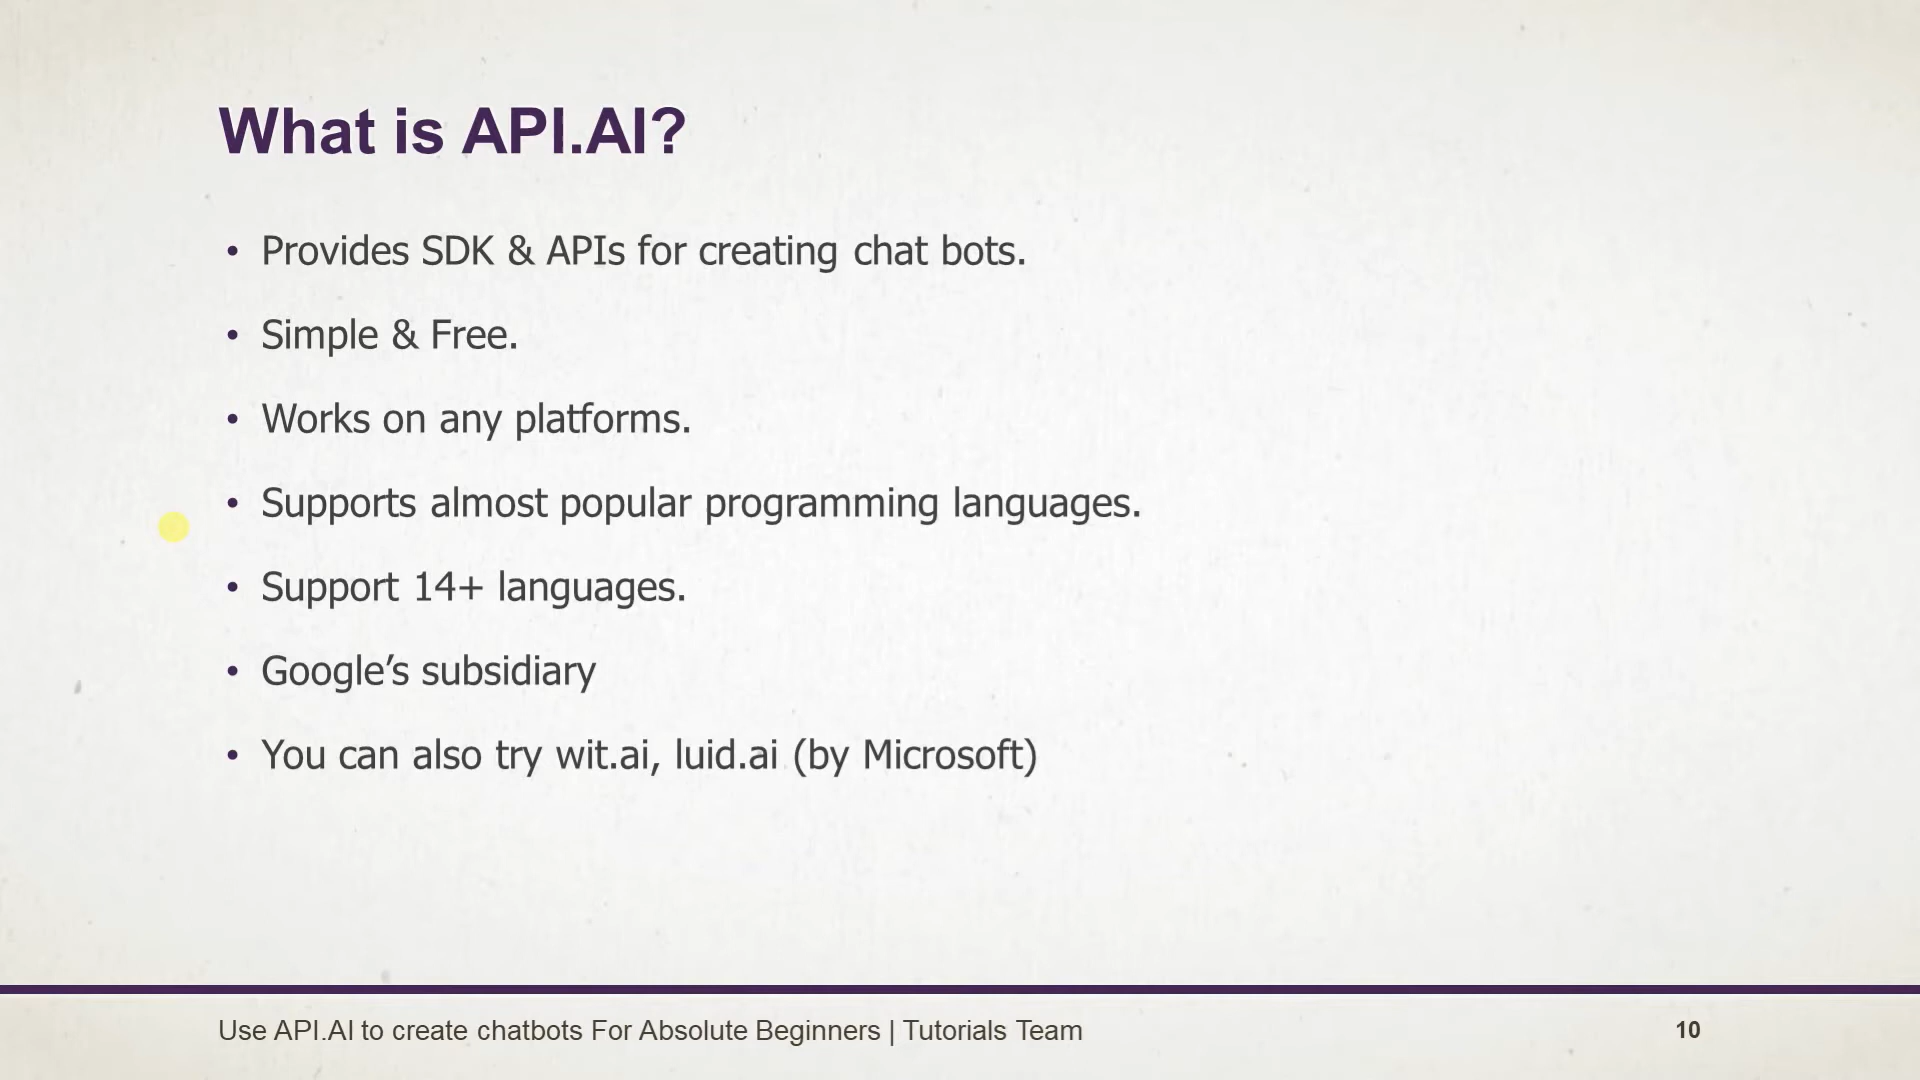 What is API.AI?
• Provides SDK & APIs for creating chat bots.
• Simple & Free.
• Works on any platforms.
• Supports almost popular programming languages.
• Support 14+ languages.
• Google’s subsidiary
• You can also try wit.ai, luid.ai (by Microsoft)
Use API.AI to create chatbots For Absolute Beginners | Tutorials Team
10